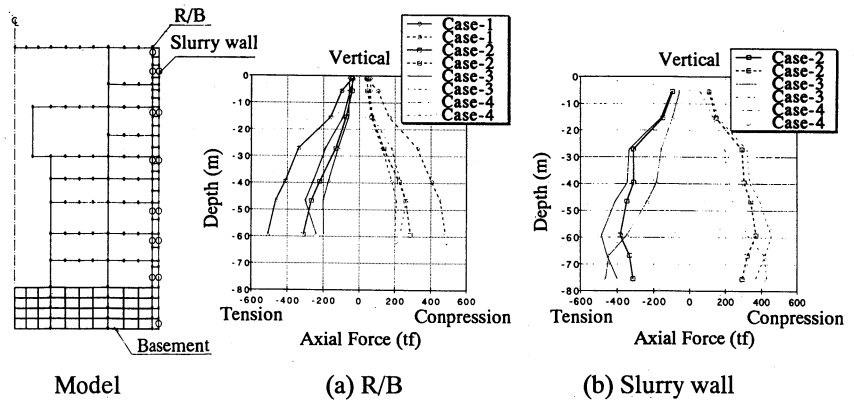 ℄
R/B
Slurry wall
Basement
Model
Vertical
Case-1
Case-1
Case-2
Case-2
Case-3
Case-3
Case-4
Case-4
0
-10
-20
-30
-40
-50
-60
-70
-80
Depth (m)
-600 -400 -200 0 200 400 600
Tension
Conpression
Axial Force (tf)
(a) R/B
Vertical
Case-2
Case-2
Case-3
Case-3
Case-4
Case-4
0
-10
-20
-30
-40
-50
-60
-70
-80
Depth (m)
-600 -400 -200 0 200 400 600
Tension
Conpression
Axial Force (tf)
(b) Slurry wall